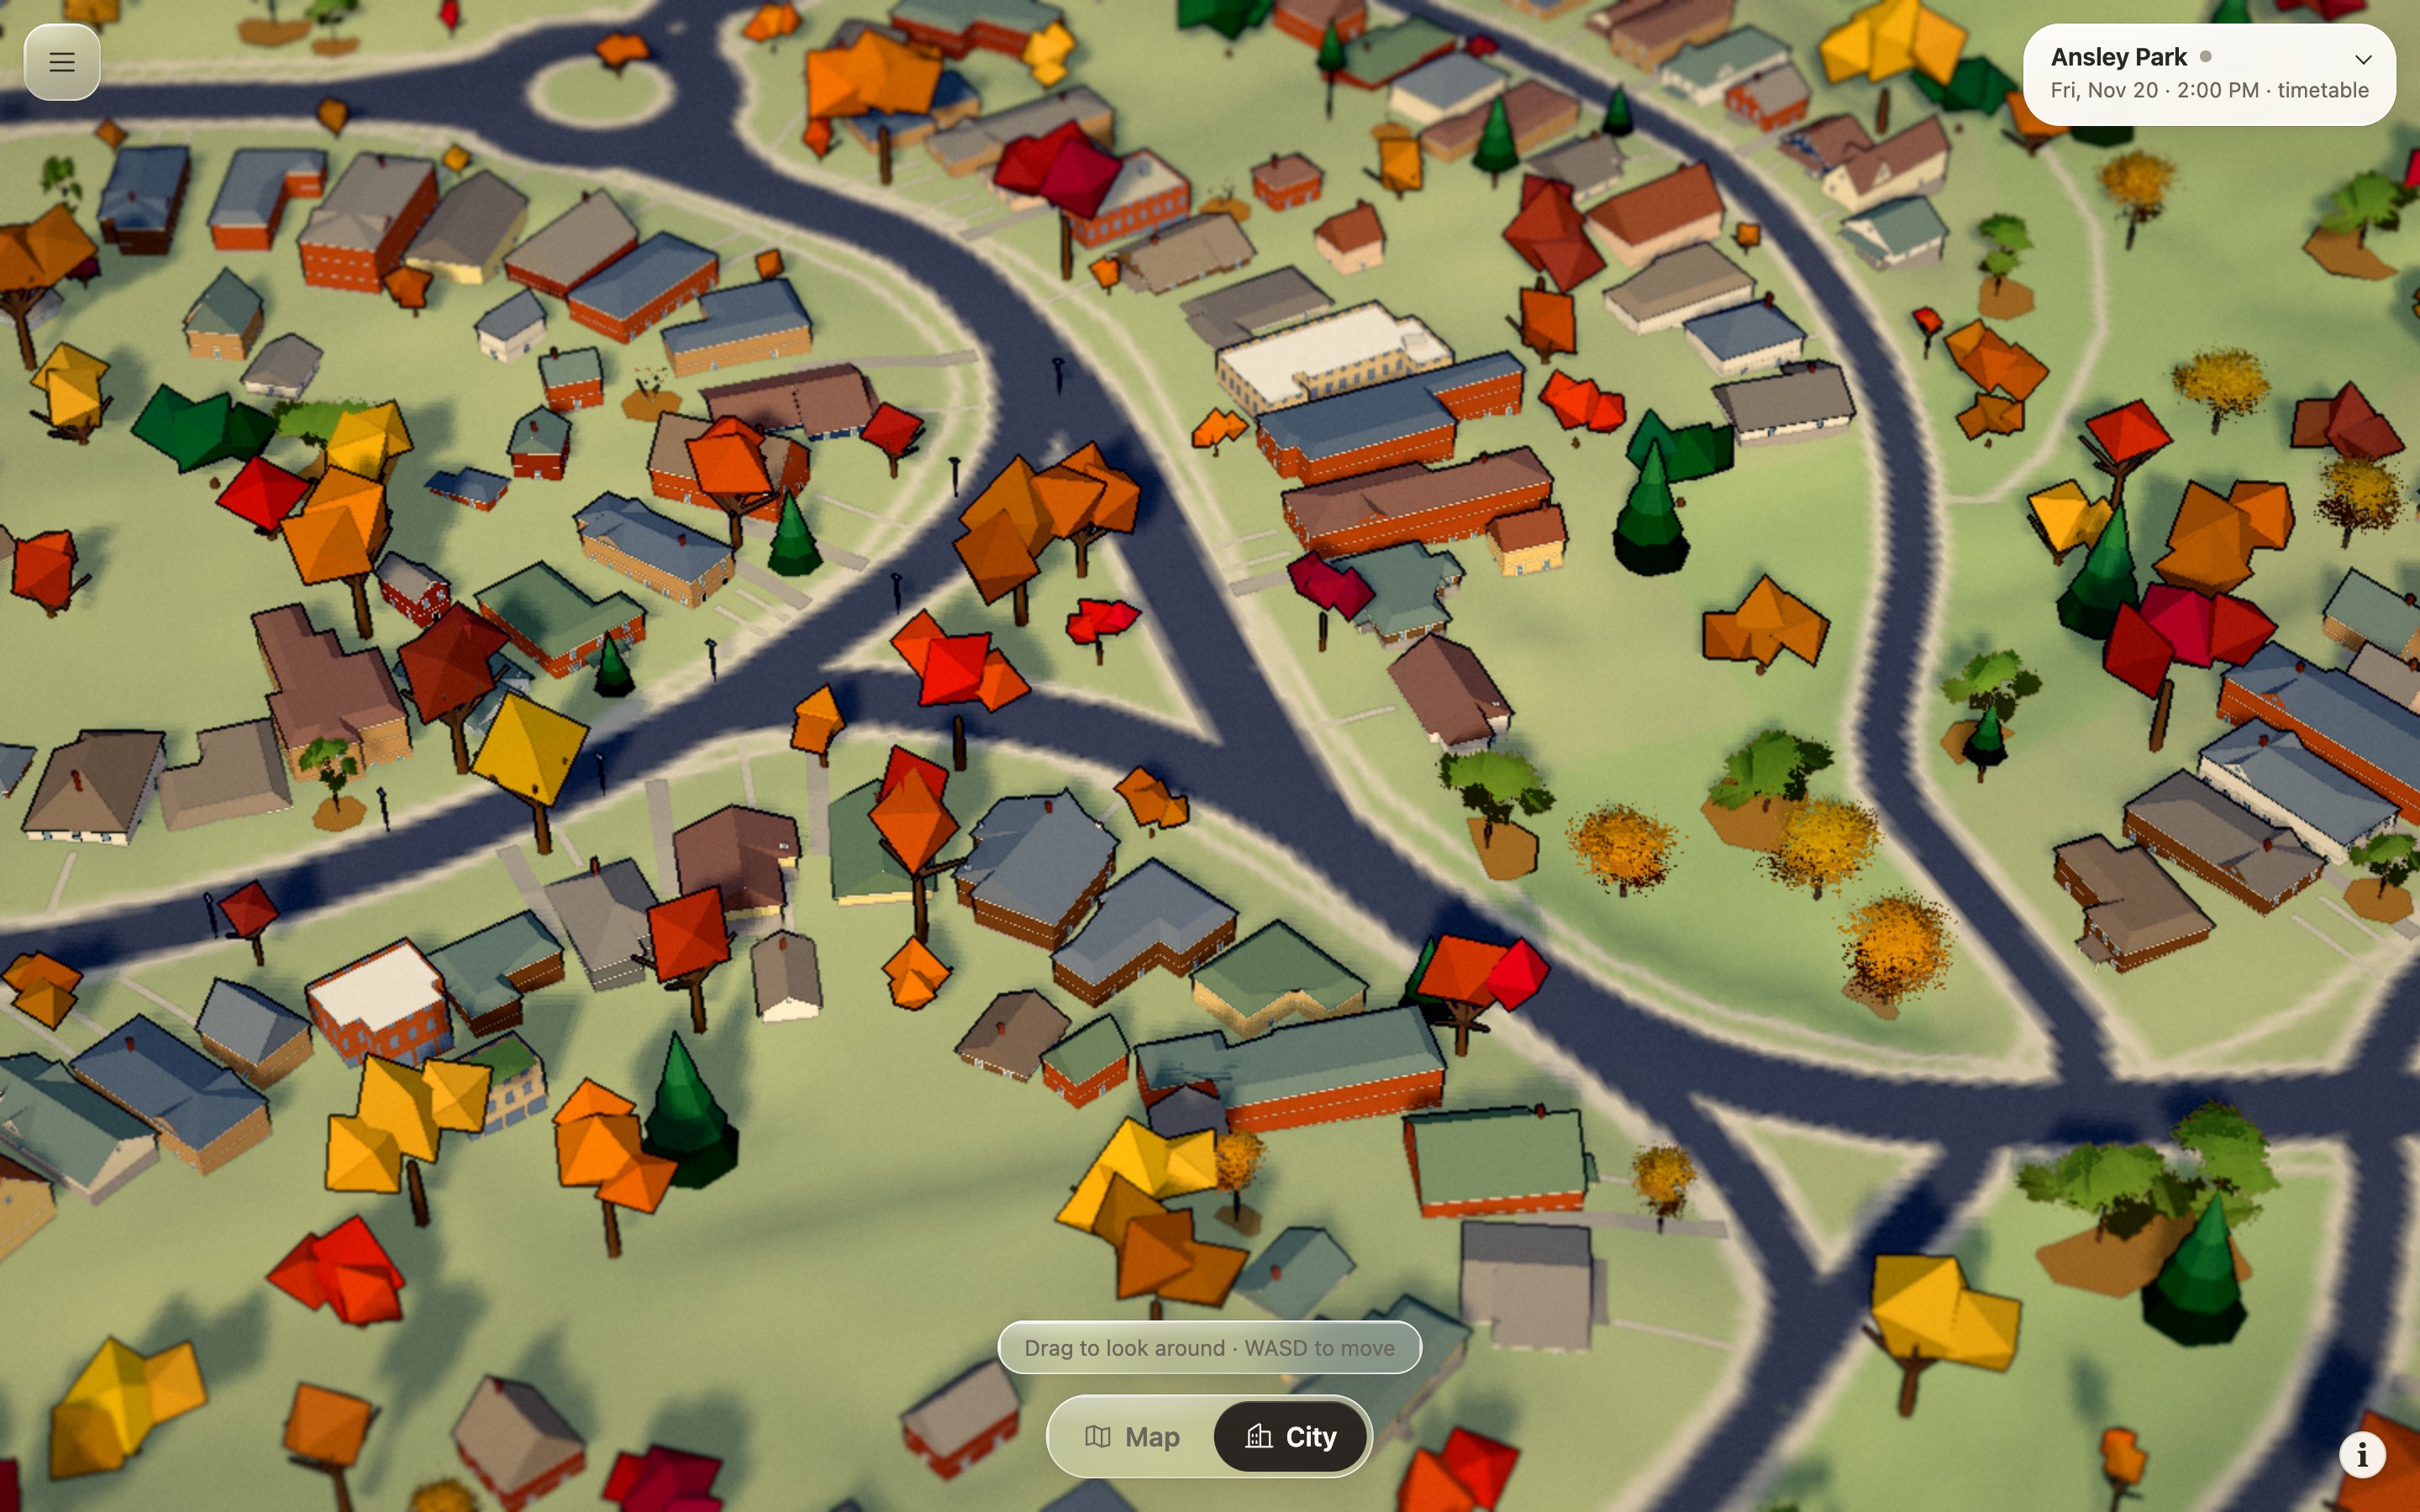 Ansley Park
Fri, Nov 20 · 2:00 PM · timetable
Drag to look around · WASD to move
Map
City
i